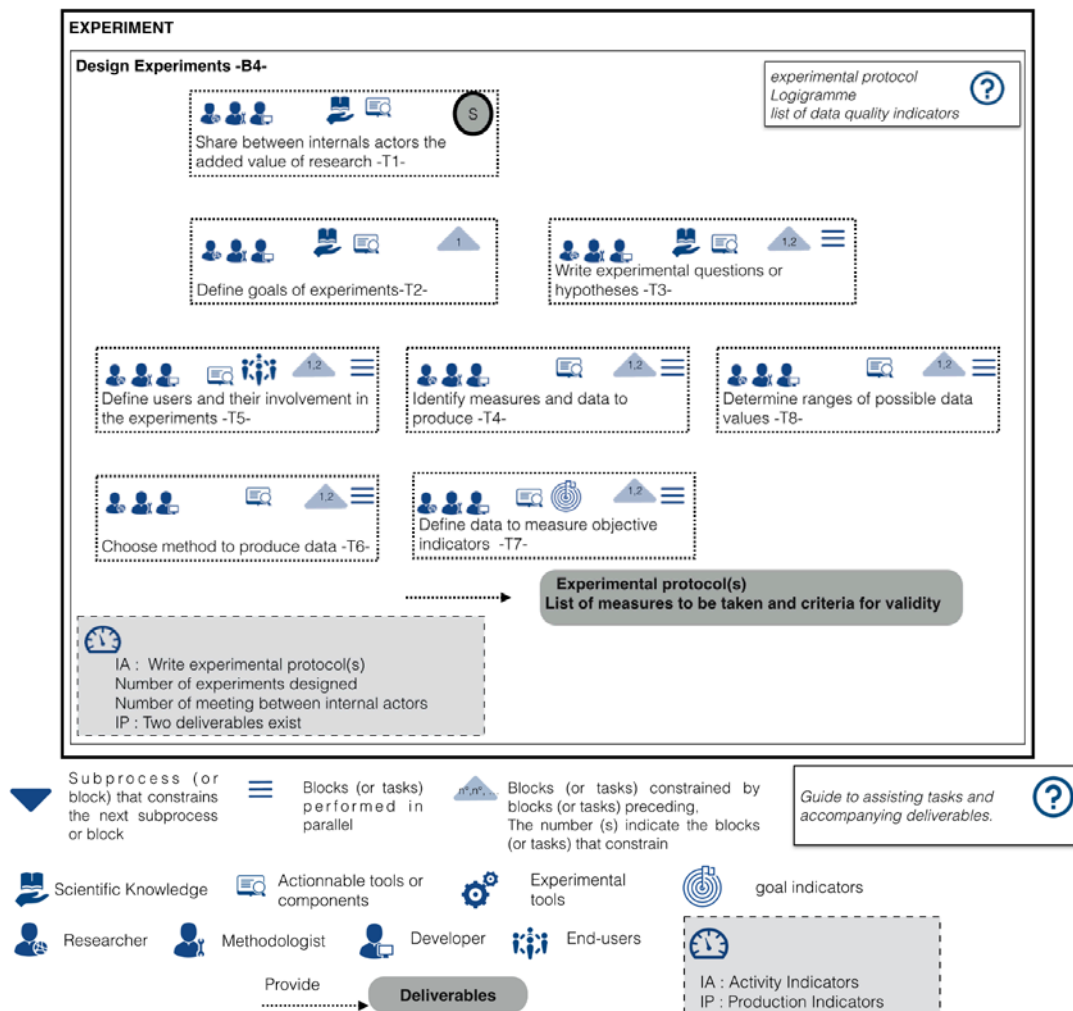 EXPERIMENT
Design Experiments -B4-
experimental protocol
Logigramme
list of data quality indicators
?
S
Share between internals actors the
added value of research -T1-
1
Define goals of experiments-T2-
1,2
Write experimental questions or
hypotheses -T3-
1,2
Define users and their involvement in
the experiments -T5-
1,2
Identify measures and data to
produce -T4-
1,2
Determine ranges of possible data
values -T8-
1,2
Choose method to produce data -T6-
1,2
Define data to measure objective
indicators -T7-
Experimental protocol(s)
List of measures to be taken and criteria for validity
IA : Write experimental protocol(s)
Number of experiments designed
Number of meeting between internal actors
IP : Two deliverables exist
Subprocess (or
block) that constrains
the next subprocess
or block
Blocks (or tasks)
performed in
parallel
n°,n°, ...
Blocks (or tasks) constrained by
blocks (or tasks) preceding,
The number (s) indicate the blocks
(or tasks) that constrain
Guide to assisting tasks and
accompanying deliverables.
?
Scientific Knowledge
Actionnable tools or
components
Experimental
tools
goal indicators
Researcher
Methodologist
Developer
End-users
Provide
Deliverables
IA : Activity Indicators
IP : Production Indicators